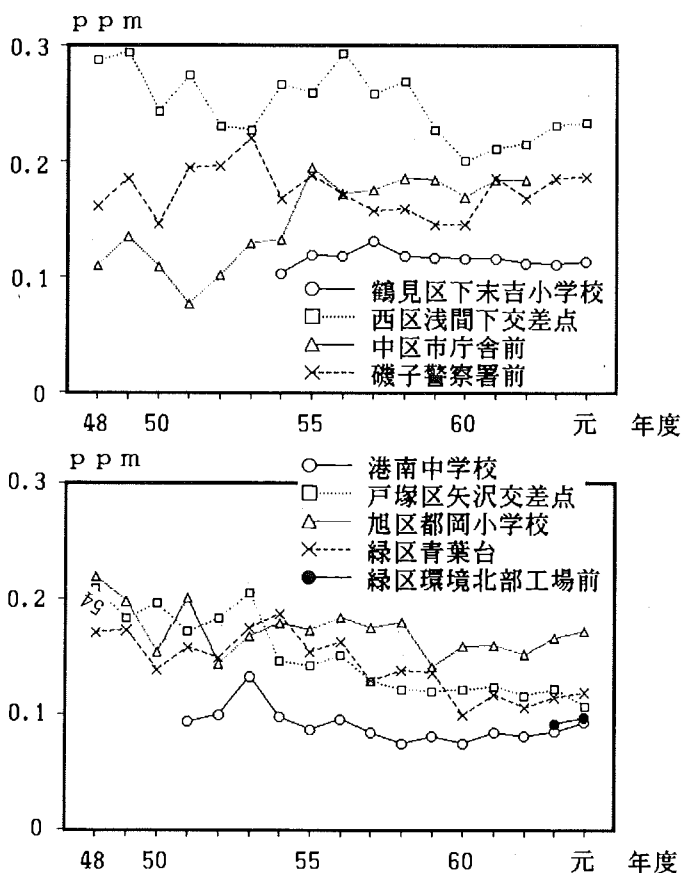 ppm
0.3
0.2
0.1
0
鶴見区下末吉小学校
西区浅間下交差点
中区市庁舎前
磯子警察署前
48 50 55 60 元 年度
ppm
0.3
0.2
0.1
0
港南中学校
戸塚区矢沢交差点
旭区都岡小学校
緑区青葉台
緑区環境北部工場前
48 50 55 60 元 年度